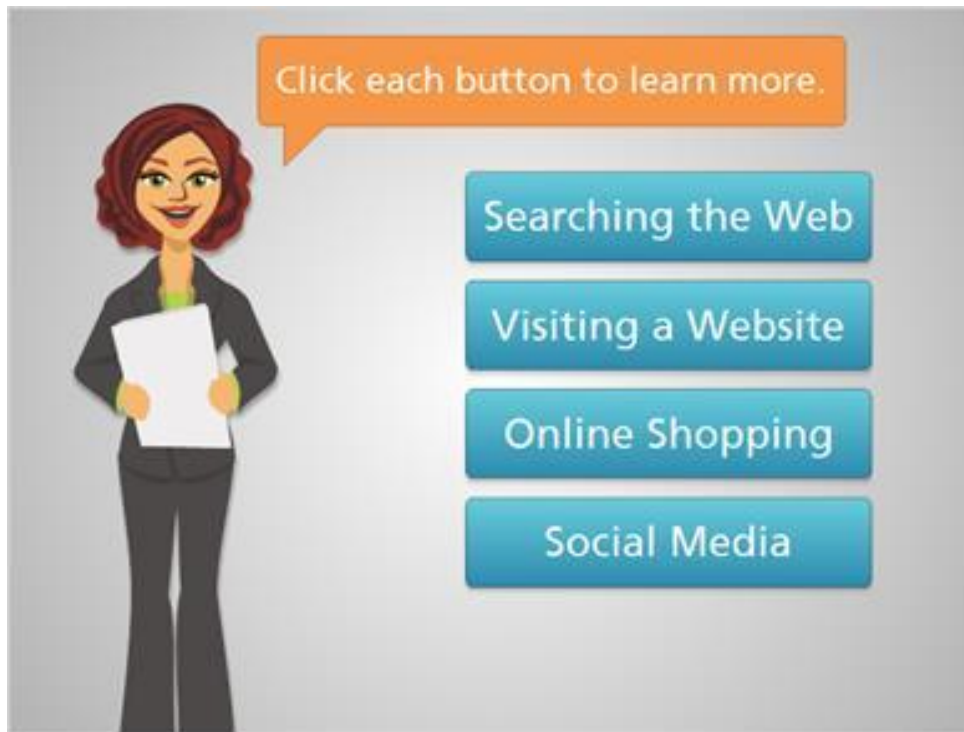 Click each button to learn more.
Searching the Web
Visiting a Website
Online Shopping
Social Media